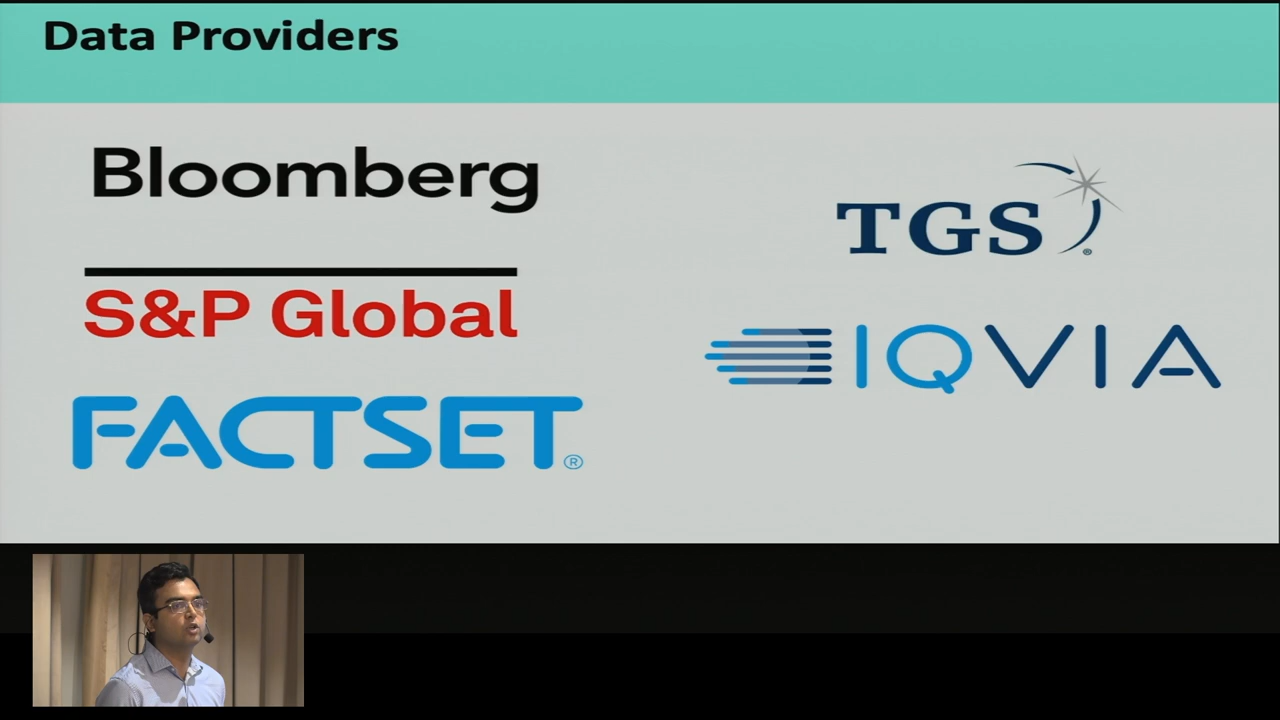 Data Providers
Bloomberg
S&P Global
FACTSET®
TGS®
IQVIA